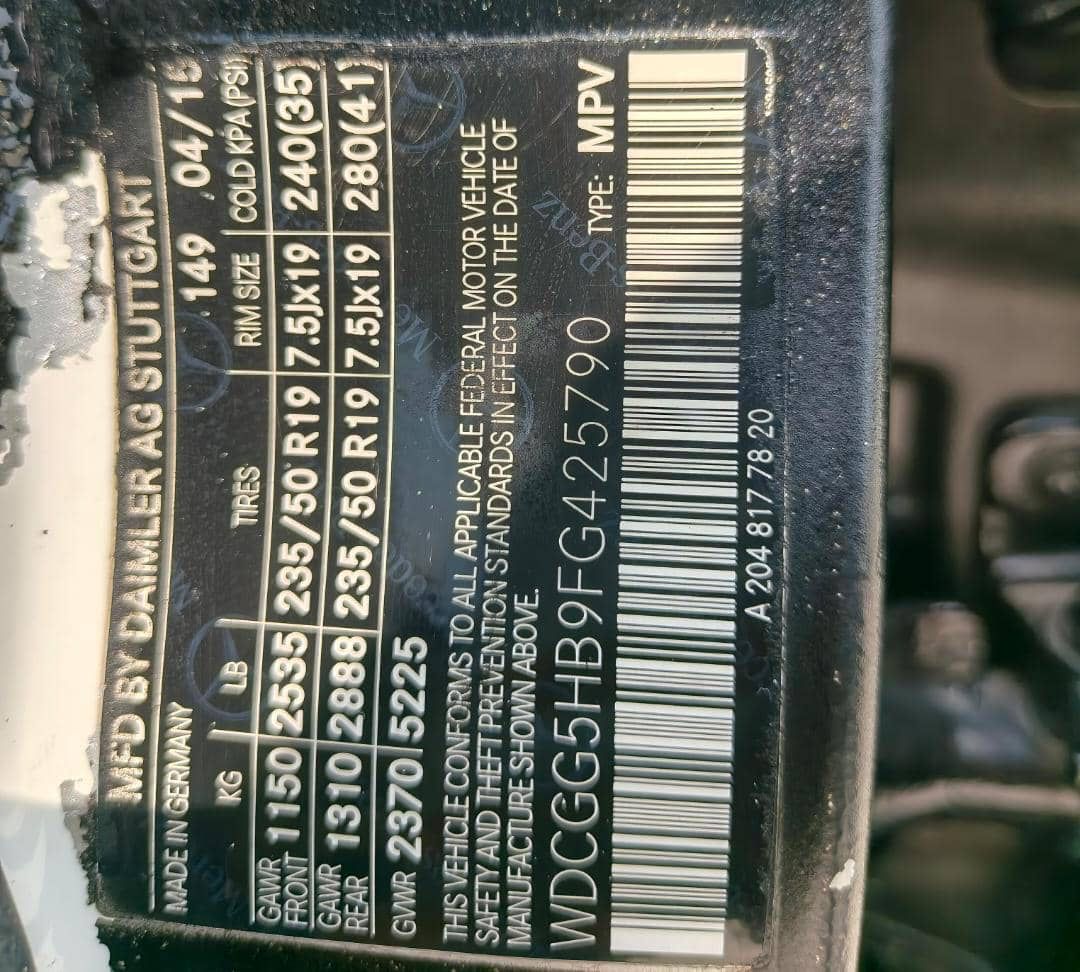 MFD BY DAIMLER AG STUTTGART
MADE IN GERMANY 149 04/15
KG LB TIRES RIM SIZE COLD KPA(PSI)
GAWR FRONT 1150 2535 235/50 R19 7.5Jx19 240(35)
GAWR REAR 1310 2888 235/50 R19 7.5Jx19 280(41)
GVWR 2370 5225
THIS VEHICLE CONFORMS TO ALL APPLICABLE FEDERAL MOTOR VEHICLE
SAFETY AND THEFT PREVENTION STANDARDS IN EFFECT ON THE DATE OF
MANUFACTURE SHOWN ABOVE.
WDCGG5HB9FG425790 TYPE: MPV
A 204 817 78 20